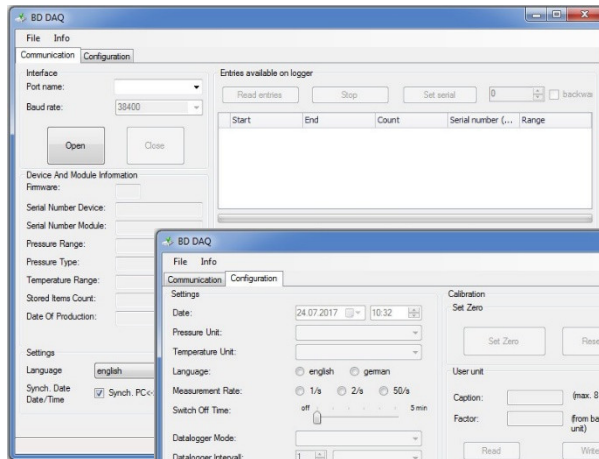 BD DAQ
File Info
Communication Configuration
Interface
Port name:
Baud rate: 38400
Open Close
Entries available on logger
Read entries Stop Set serial 0
Start End Count Serial number (,... Range
Device And Module Information
Firmware:
Serial Number Device:
Serial Number Module:
Pressure Range:
Pressure Type:
Temperature Range:
Stored Items Count:
Date Of Production:
Settings
Language english
Synch. Date Date/Time Synch. PC<
BD DAQ
File Info
Communication Configuration
Settings
Date: 24.07.2017 10:32
Pressure Unit:
Temperature Unit:
Language: english german
Measurement Rate: 1/s 2/s 50/s
Switch Off Time: off 5 min
Datalogger Mode:
Datalogger Interval: 1
Calibration
Set Zero
Set Zero
User unit
Caption: (max. 8
Factor: (from ba
unit)
Read Write